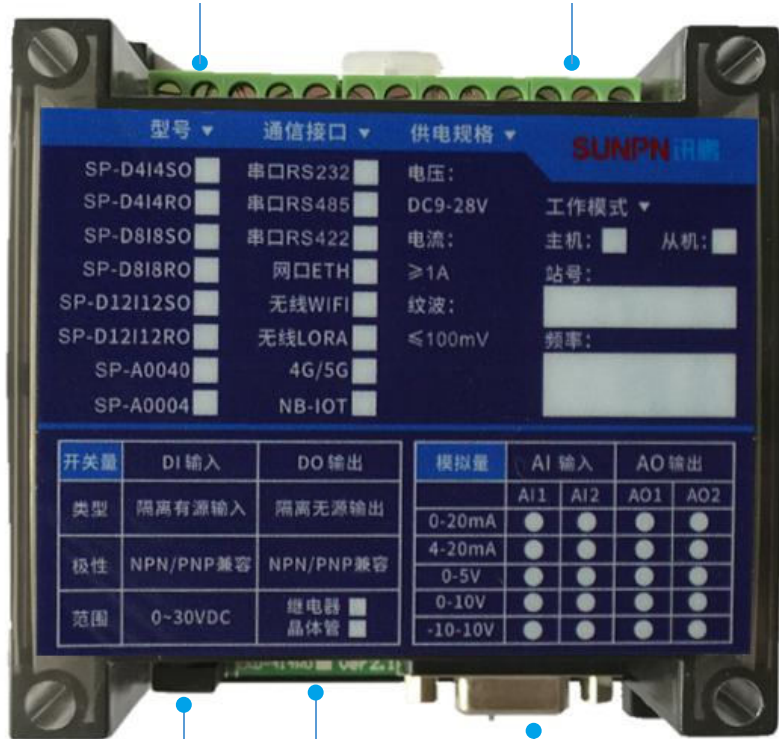 型号 ▼ 通信接口 ▼ 供电规格 ▼ SUNPN 讯鹏
SP-D4I4SO 串口RS232 电压：
SP-D4I4RO 串口RS485 DC9-28V 工作模式 ▼
SP-D8I8SO 串口RS422 电流： 主机： 从机：
SP-D8I8RO 网口ETH ≥1A 站号：
SP-D12I12SO 无线WIFI 纹波：
SP-D12I12RO 无线LORA ≤100mV 频率：
SP-A0040 4G/5G
SP-A0004 NB-IOT
开关量 DI 输入 DO 输出 模拟量 AI 输入 AO 输出
AI1 AI2 AO1 AO2
类型 隔离有源输入 隔离无源输出 0-20mA
4-20mA
极性 NPN/PNP兼容 NPN/PNP兼容 0-5V
0-10V
范围 0~30VDC 继电器
晶体管 -10-10V
Ver2.1